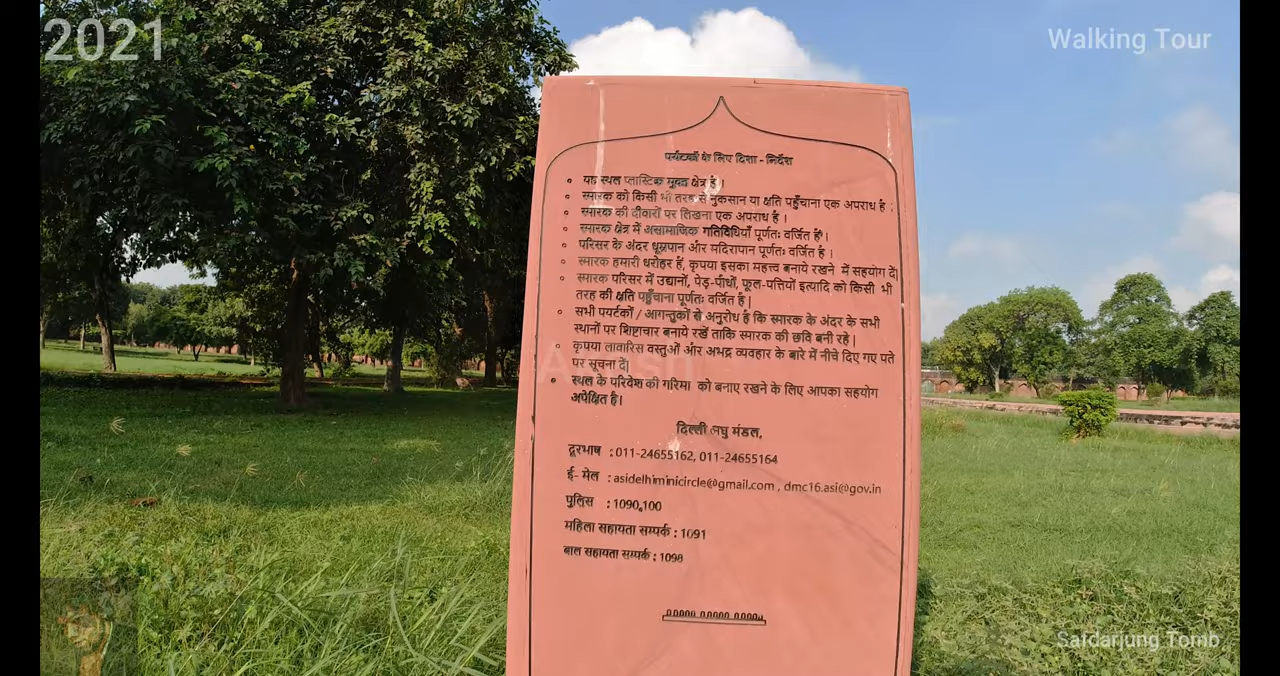 2021
Walking Tour
पर्यटकों के लिए दिशा - निर्देश
यह स्थल प्लास्टिक मुक्त क्षेत्र है ।
स्मारक को किसी भी तरह से नुकसान या क्षति पहुँचाना एक अपराध है ।
स्मारक की दीवारों पर लिखना एक अपराध है ।
स्मारक क्षेत्र में असामाजिक गतिविधियाँ पूर्णतः वर्जित हैं ।
परिसर के अंदर धूम्रपान और मदिरापान पूर्णतः वर्जित है ।
स्मारक हमारी धरोहर हैं, कृपया इसका महत्त्व बनाये रखने में सहयोग दें|
स्मारक परिसर में उद्यानों, पेड़-पौधों, फूल-पत्तियों इत्यादि को किसी भी
तरह की क्षति पहुँचाना पूर्णतः वर्जित है |
सभी पर्यटकों / आगन्तुकों से अनुरोध है कि स्मारक के अंदर के सभी
स्थानों पर शिष्टाचार बनाये रखें ताकि स्मारक की छवि बनी रहे |
कृपया लावारिस वस्तुओं और अभद्र व्यवहार के बारे में नीचे दिए गए पते
पर सूचना दें|
स्थल के परिवेश की गरिमा को बनाए रखने के लिए आपका सहयोग
अपेक्षित है।
दिल्ली लघु मंडल,
दूरभाष : 011-24655162, 011-24655164
ई- मेल : asidelhiminicircle@gmail.com , dmc16.asi@gov.in
पुलिस : 1090,100
महिला सहायता सम्पर्क : 1091
बाल सहायता सम्पर्क : 1098
Safdarjung Tomb